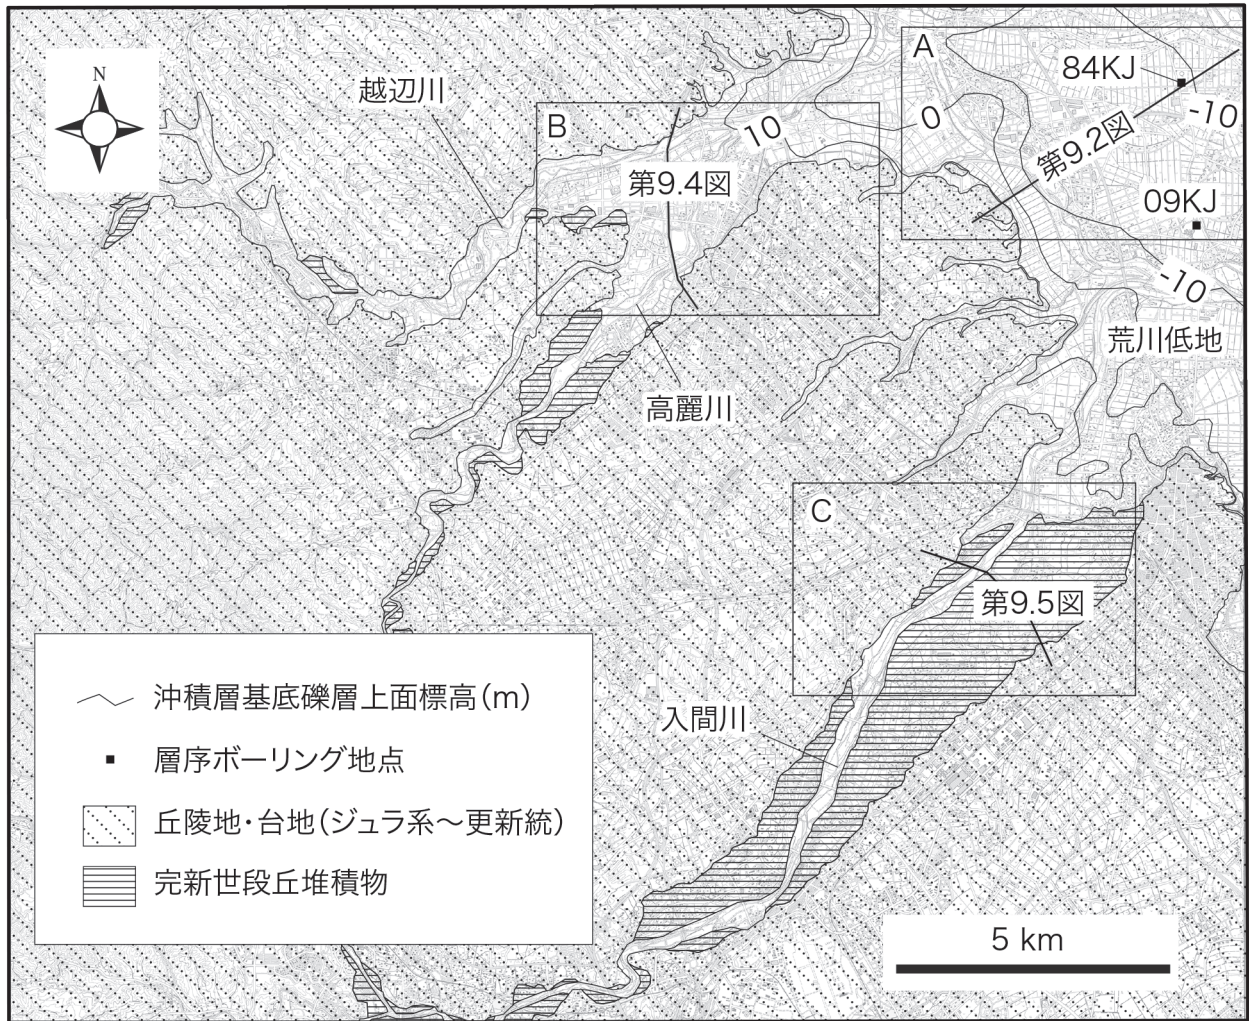 N
越辺川
A
84KJ
-10
0
第9.2図
09KJ
-10
B
10
第9.4図
荒川低地
高麗川
C
第9.5図
入間川
沖積層基底礫層上面標高(m)
層序ボーリング地点
丘陵地・台地(ジュラ系～更新統)
完新世段丘堆積物
5 km